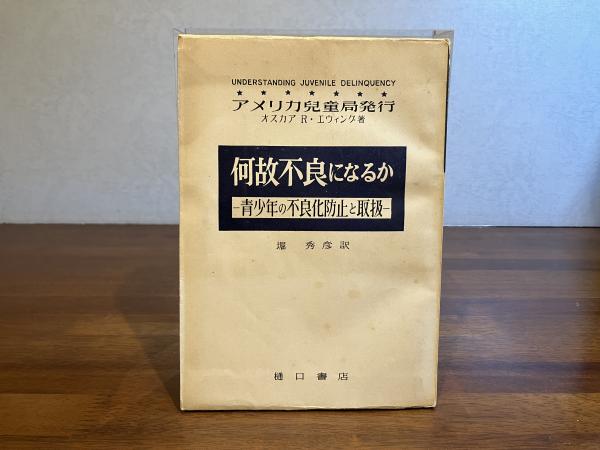 UNDERSTANDING JUVENILE DELINQUENCY
★ ★ ★ ★ ★ ★ ★
アメリカ兒童局発行
オスカア R・エウィング著
何故不良になるか
―青少年の不良化防止と取扱―
堀 秀彦訳
樋口書店